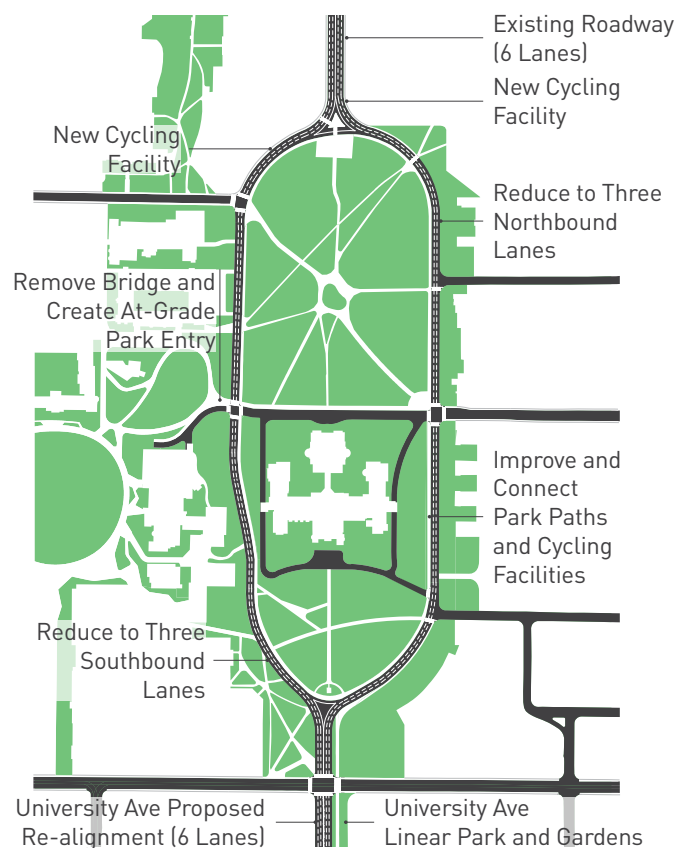 Existing Roadway
(6 Lanes)
New Cycling
Facility
New Cycling
Facility
Reduce to Three
Northbound
Lanes
Remove Bridge and
Create At-Grade
Park Entry
Improve and
Connect
Park Paths
and Cycling
Facilities
Reduce to Three
Southbound
Lanes
University Ave Proposed
Re-alignment (6 Lanes)
University Ave
Linear Park and Gardens